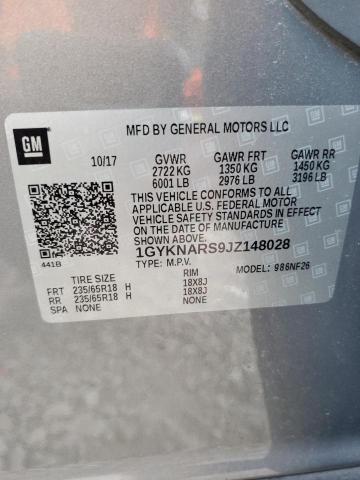 GM
MFD BY GENERAL MOTORS LLC
10/17 GVWR GAWR FRT GAWR RR
2722 KG 1350 KG 1450 KG
6001 LB 2976 LB 3196 LB
THIS VEHICLE CONFORMS TO ALL
APPLICABLE U.S. FEDERAL MOTOR
VEHICLE SAFETY STANDARDS IN EFFECT
ON THE DATE OF MANUFACTURE
SHOWN ABOVE.
1GYKNARS9JZ148028
441B TYPE: M.P.V.
986NF26
TIRE SIZE RIM
FRT 235/65R18 H 18X8J
RR 235/65R18 H 18X8J
SPA NONE NONE